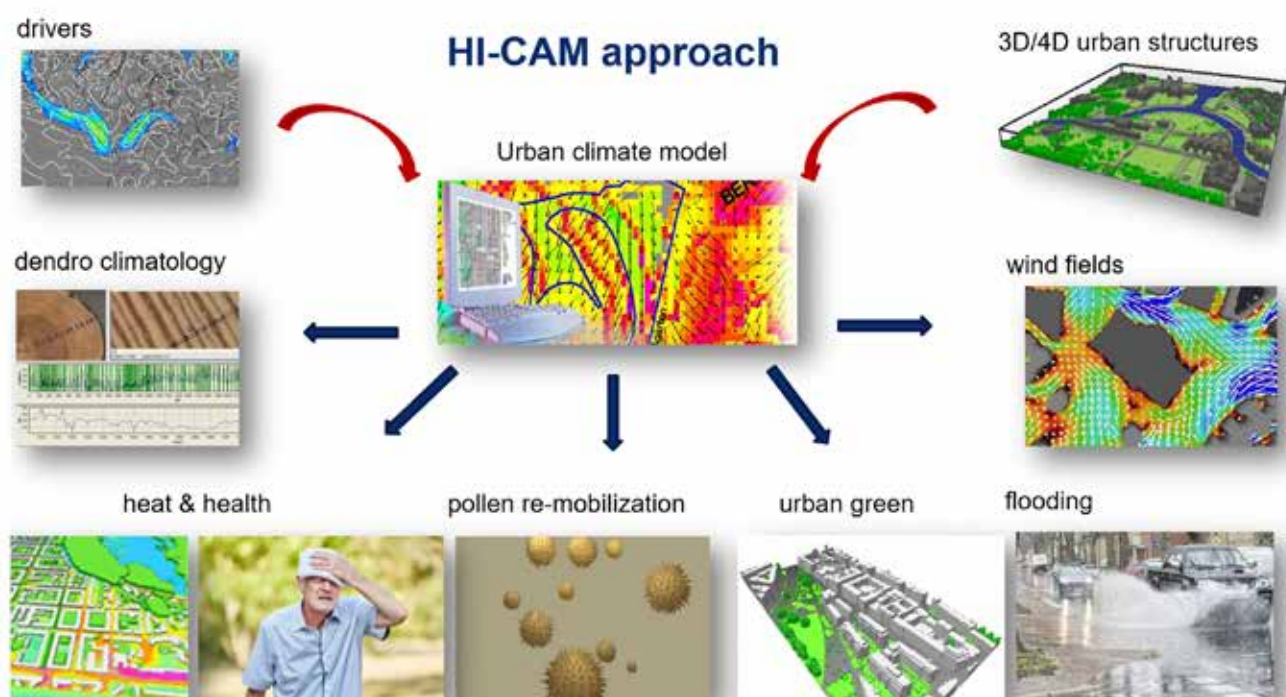 drivers
HI-CAM approach
3D/4D urban structures
Urban climate model
dendro climatology
wind fields
heat & health
pollen re-mobilization
urban green
flooding